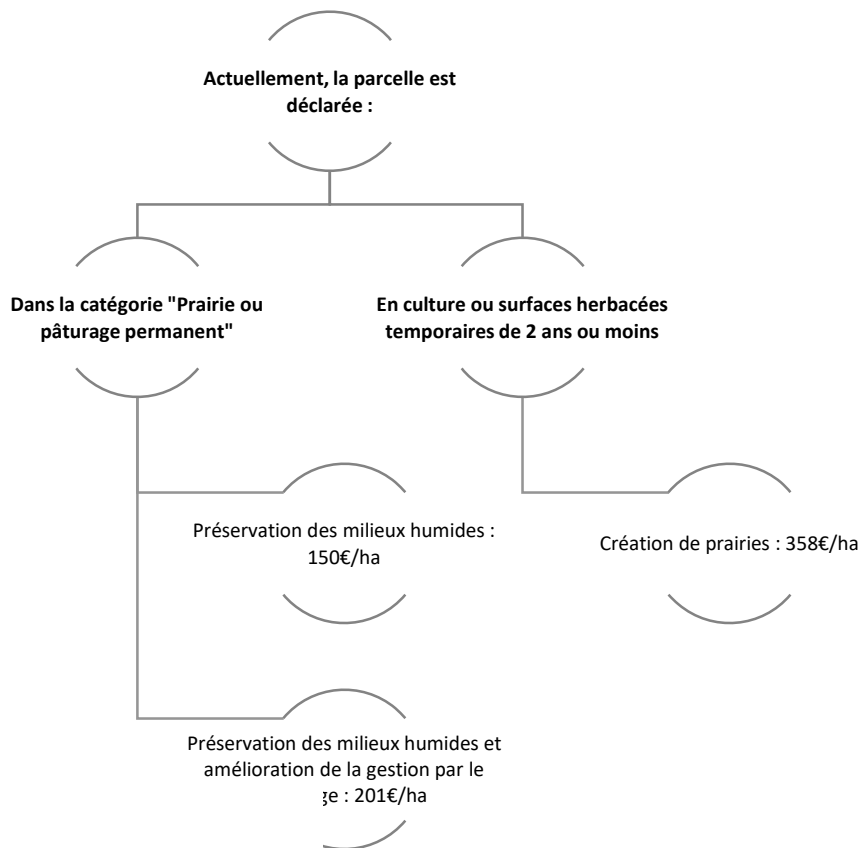 Actuellement, la parcelle est
déclarée :
Dans la catégorie "Prairie ou
pâturage permanent"
En culture ou surfaces herbacées
temporaires de 2 ans ou moins
Préservation des milieux humides :
150€/ha
Création de prairies : 358€/ha
Préservation des milieux humides et
amélioration de la gestion par le
: 201€/ha